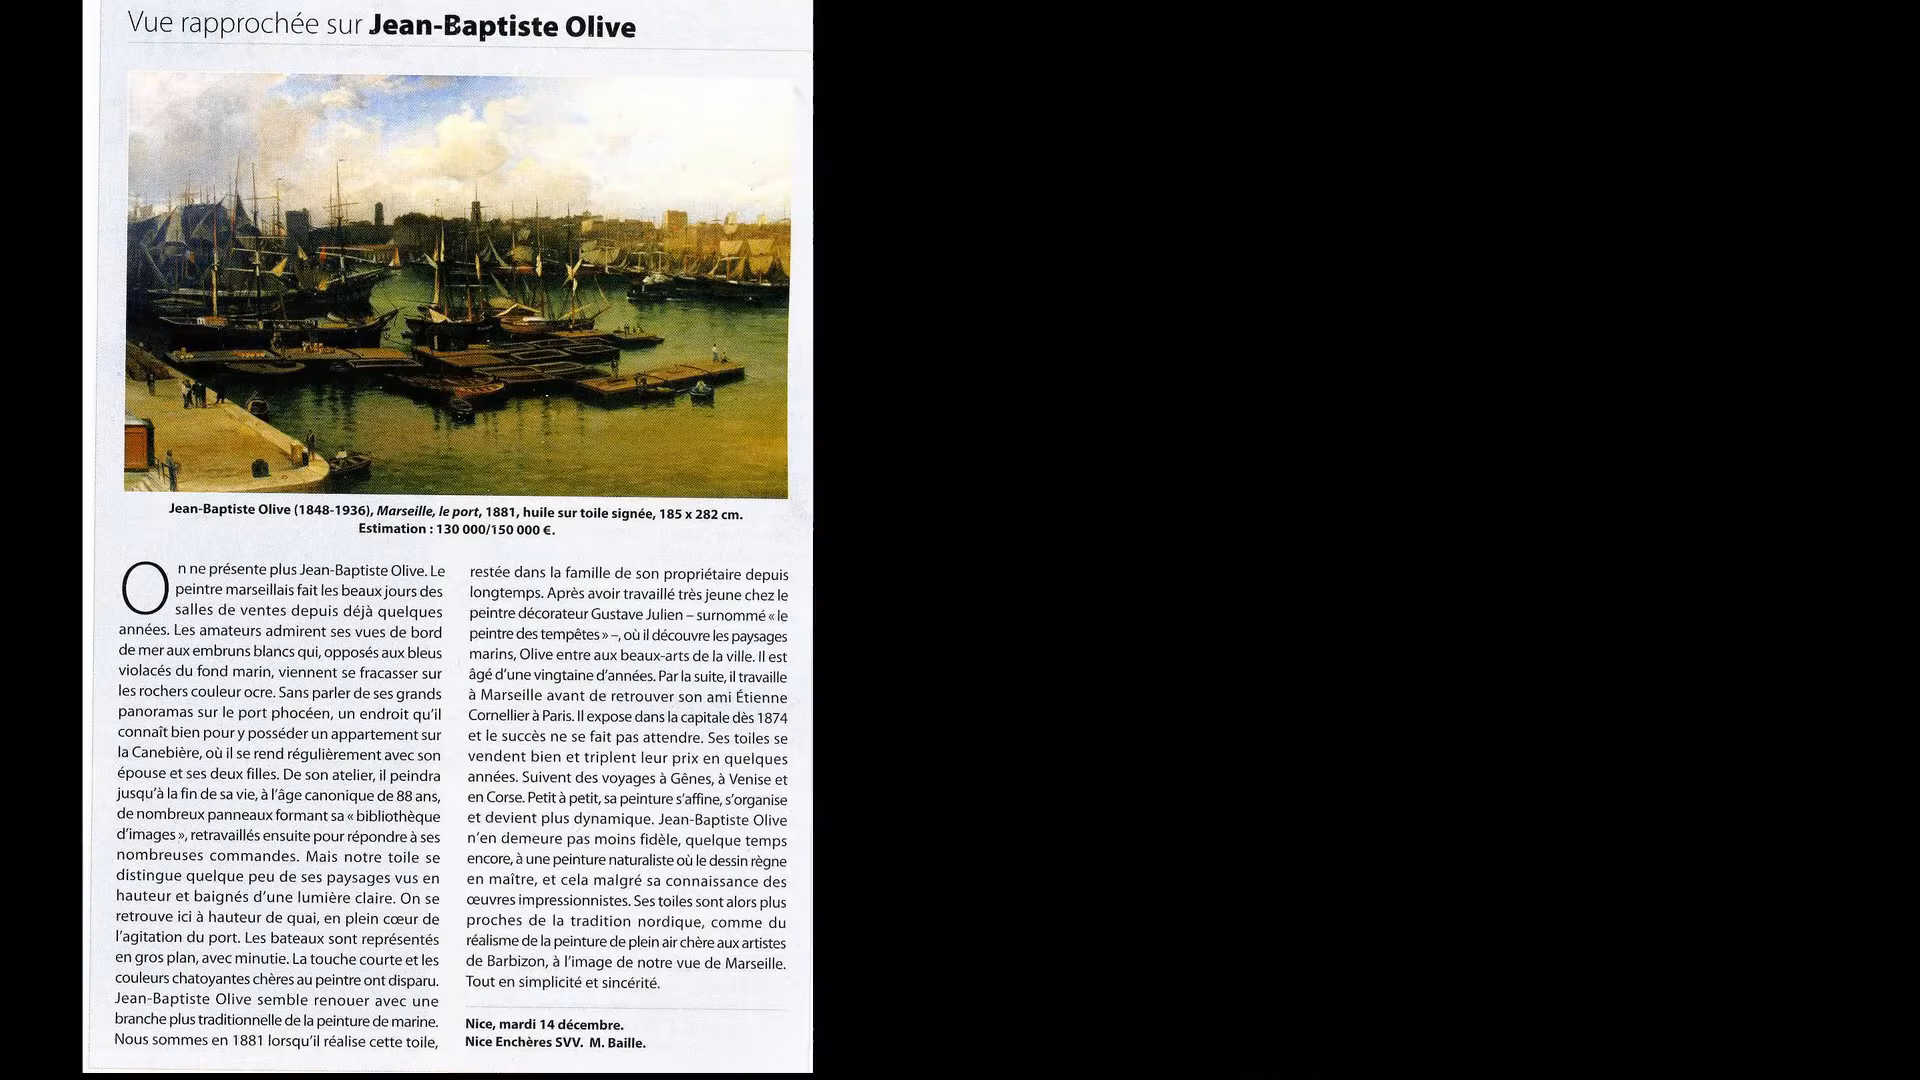 Vue rapprochée sur Jean-Baptiste Olive
Jean-Baptiste Olive (1848-1936), Marseille, le port, 1881, huile sur toile signée, 185 x 282 cm.
Estimation : 130 000/150 000 €.
On ne présente plus Jean-Baptiste Olive. Le
peintre marseillais fait les beaux jours des
salles de ventes depuis déjà quelques
années. Les amateurs admirent ses vues de bord
de mer aux embruns blancs qui, opposés aux bleus
violacés du fond marin, viennent se fracasser sur
les rochers couleur ocre. Sans parler de ses grands
panoramas sur le port phocéen, un endroit qu'il
connaît bien pour y posséder un appartement sur
la Canebière, où il se rend régulièrement avec son
épouse et ses deux filles. De son atelier, il peindra
jusqu'à la fin de sa vie, à l'âge canonique de 88 ans,
de nombreux panneaux formant sa « bibliothèque
d'images », retravaillés ensuite pour répondre à ses
nombreuses commandes. Mais notre toile se
distingue quelque peu de ses paysages vus en
hauteur et baignés d'une lumière claire. On se
retrouve ici à hauteur de quai, en plein cœur de
l'agitation du port. Les bateaux sont représentés
en gros plan, avec minutie. La touche courte et les
couleurs chatoyantes chères au peintre ont disparu.
Jean-Baptiste Olive semble renouer avec une
branche plus traditionnelle de la peinture de marine.
Nous sommes en 1881 lorsqu'il réalise cette toile,
restée dans la famille de son propriétaire depuis
longtemps. Après avoir travaillé très jeune chez le
peintre décorateur Gustave Julien – surnommé « le
peintre des tempêtes » –, où il découvre les paysages
marins, Olive entre aux beaux-arts de la ville. Il est
âgé d'une vingtaine d'années. Par la suite, il travaille
à Marseille avant de retrouver son ami Étienne
Cornellier à Paris. Il expose dans la capitale dès 1874
et le succès ne se fait pas attendre. Ses toiles se
vendent bien et triplent leur prix en quelques
années. Suivent des voyages à Gênes, à Venise et
en Corse. Petit à petit, sa peinture s'affine, s'organise
et devient plus dynamique. Jean-Baptiste Olive
n'en demeure pas moins fidèle, quelque temps
encore, à une peinture naturaliste où le dessin règne
en maître, et cela malgré sa connaissance des
œuvres impressionnistes. Ses toiles sont alors plus
proches de la tradition nordique, comme du
réalisme de la peinture de plein air chère aux artistes
de Barbizon, à l'image de notre vue de Marseille.
Tout en simplicité et sincérité.
Nice, mardi 14 décembre.
Nice Enchères SVV. M. Baille.